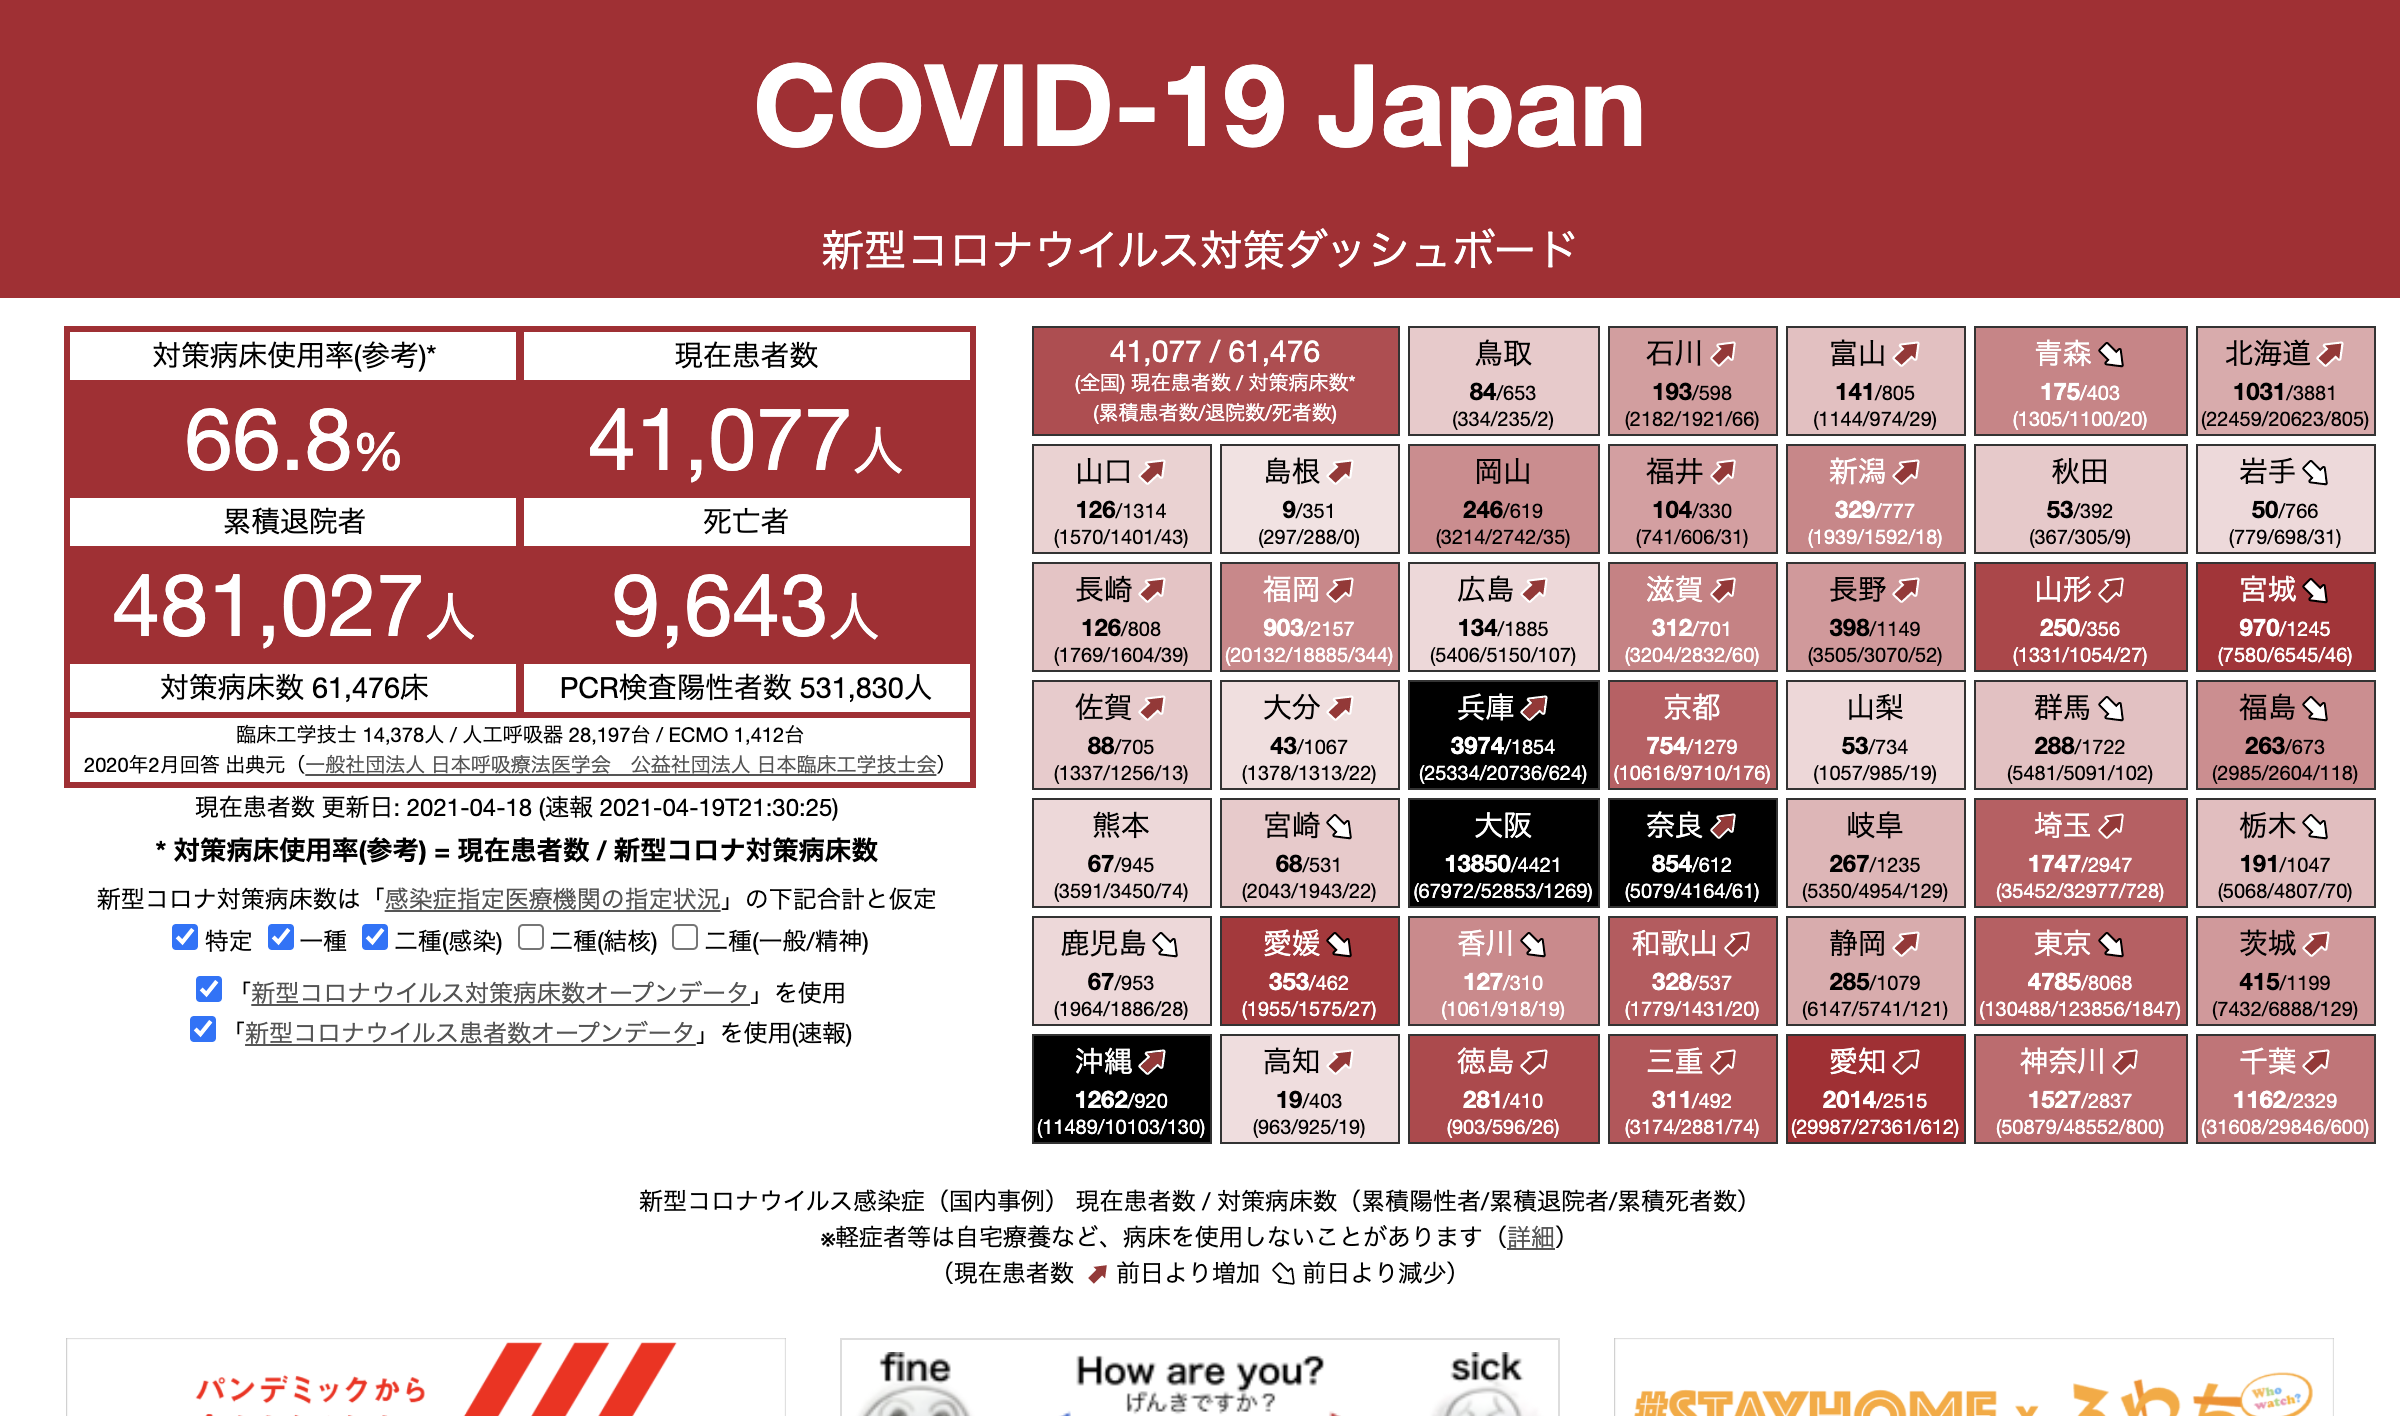 COVID-19 Japan
新型コロナウイルス対策ダッシュボード
対策病床使用率(参考)*
現在患者数
66.8%
41,077人
累積退院者
死亡者
481,027人
9,643人
対策病床数 61,476床
PCR検査陽性者数 531,830人
臨床工学技士 14,378人 / 人工呼吸器 28,197台 / ECMO 1,412台
2020年2月回答 出典元（一般社団法人 日本呼吸療法医学会　公益社団法人 日本臨床工学技士会）
現在患者数 更新日: 2021-04-18 (速報 2021-04-19T21:30:25)
* 対策病床使用率(参考) = 現在患者数 / 新型コロナ対策病床数
新型コロナ対策病床数は「感染症指定医療機関の指定状況」の下記合計と仮定
特定 一種 二種(感染) 二種(結核) 二種(一般/精神)
「新型コロナウイルス対策病床数オープンデータ」を使用
「新型コロナウイルス患者数オープンデータ」を使用(速報)
41,077 / 61,476
(全国) 現在患者数 / 対策病床数*
(累積患者数/退院数/死者数)
鳥取
84/653
(334/235/2)
石川
193/598
(2182/1921/66)
富山
141/805
(1144/974/29)
青森
175/403
(1305/1100/20)
北海道
1031/3881
(22459/20623/805)
山口
126/1314
(1570/1401/43)
島根
9/351
(297/288/0)
岡山
246/619
(3214/2742/35)
福井
104/330
(741/606/31)
新潟
329/777
(1939/1592/18)
秋田
53/392
(367/305/9)
岩手
50/766
(779/698/31)
長崎
126/808
(1769/1604/39)
福岡
903/2157
(20132/18885/344)
広島
134/1885
(5406/5150/107)
滋賀
312/701
(3204/2832/60)
長野
398/1149
(3505/3070/52)
山形
250/356
(1331/1054/27)
宮城
970/1245
(7580/6545/46)
佐賀
88/705
(1337/1256/13)
大分
43/1067
(1378/1313/22)
兵庫
3974/1854
(25334/20736/624)
京都
754/1279
(10616/9710/176)
山梨
53/734
(1057/985/19)
群馬
288/1722
(5481/5091/102)
福島
263/673
(2985/2604/118)
熊本
67/945
(3591/3450/74)
宮崎
68/531
(2043/1943/22)
大阪
13850/4421
(67972/52853/1269)
奈良
854/612
(5079/4164/61)
岐阜
267/1235
(5350/4954/129)
埼玉
1747/2947
(35452/32977/728)
栃木
191/1047
(5068/4807/70)
鹿児島
67/953
(1964/1886/28)
愛媛
353/462
(1955/1575/27)
香川
127/310
(1061/918/19)
和歌山
328/537
(1779/1431/20)
静岡
285/1079
(6147/5741/121)
東京
4785/8068
(130488/123856/1847)
茨城
415/1199
(7432/6888/129)
沖縄
1262/920
(11489/10103/130)
高知
19/403
(963/925/19)
徳島
281/410
(903/596/26)
三重
311/492
(3174/2881/74)
愛知
2014/2515
(29987/27361/612)
神奈川
1527/2837
(50879/48552/800)
千葉
1162/2329
(31608/29846/600)
新型コロナウイルス感染症（国内事例） 現在患者数 / 対策病床数（累積陽性者/累積退院者/累積死者数）
※軽症者等は自宅療養など、病床を使用しないことがあります（詳細）
（現在患者数 前日より増加 前日より減少）
パンデミックから
fine
How are you?
sick
げんきですか？
#STAYHOME x
Who watch?